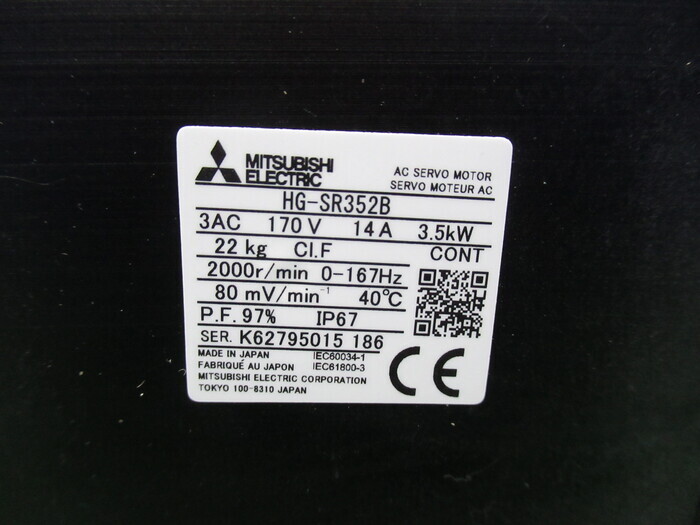 MITSUBISHI
ELECTRIC
AC SERVO MOTOR
SERVO MOTEUR AC
HG-SR352B
3AC 170 V 14 A 3.5kW
22 kg Cl.F CONT
2000r/min 0-167Hz
80 mV/min⁻¹ 40℃
P.F. 97% IP67
SER. K62795015 186
MADE IN JAPAN IEC60034-1
FABRIQUÉ AU JAPON IEC61800-3
MITSUBISHI ELECTRIC CORPORATION
TOKYO 100-8310 JAPAN
CE